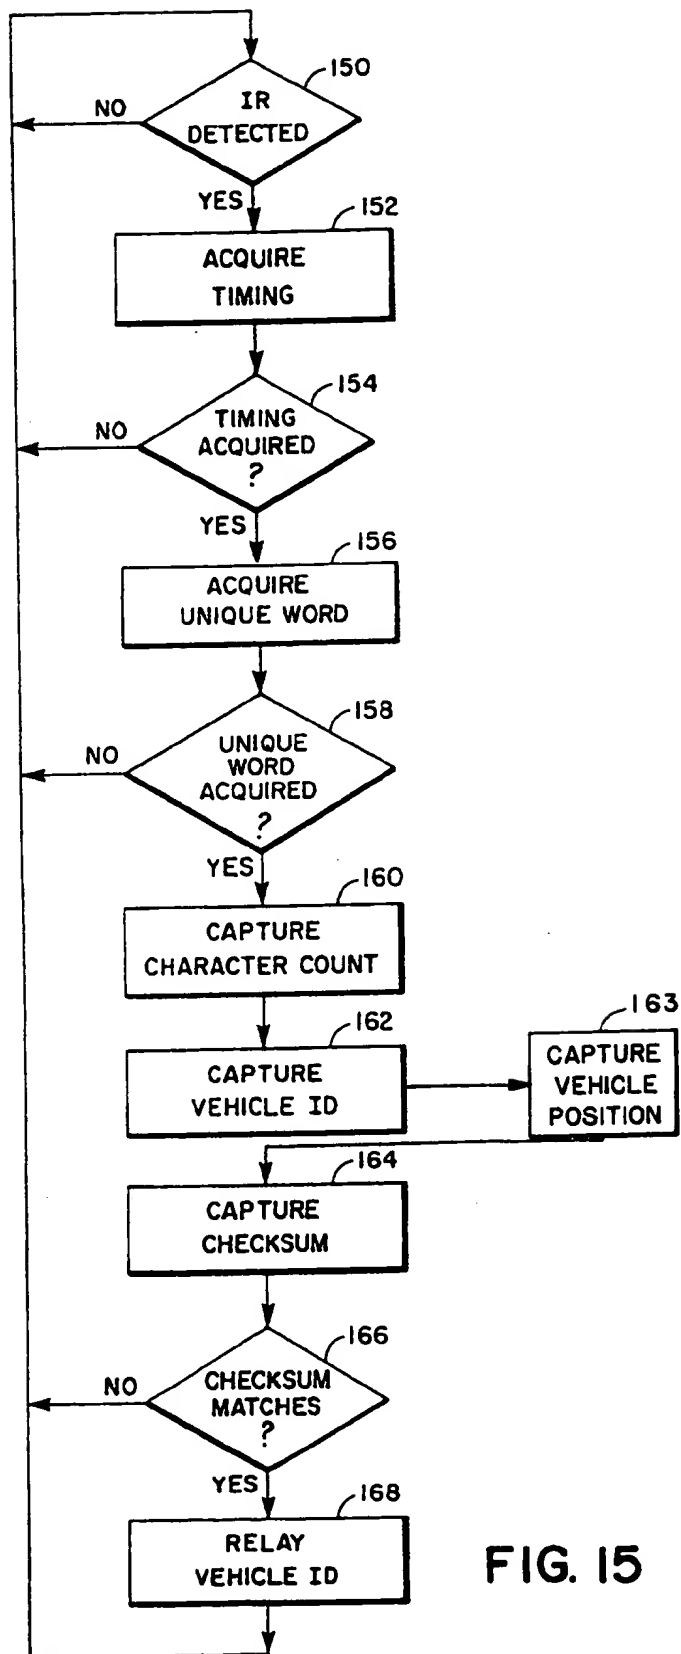 150
IR
DETECTED
NO
YES
152
ACQUIRE
TIMING
154
TIMING
ACQUIRED
?
NO
YES
156
ACQUIRE
UNIQUE WORD
158
UNIQUE
WORD
ACQUIRED
?
NO
YES
160
CAPTURE
CHARACTER COUNT
162
CAPTURE
VEHICLE ID
163
CAPTURE
VEHICLE
POSITION
164
CAPTURE
CHECKSUM
166
CHECKSUM
MATCHES
?
NO
YES
168
RELAY
VEHICLE ID
FIG. 15